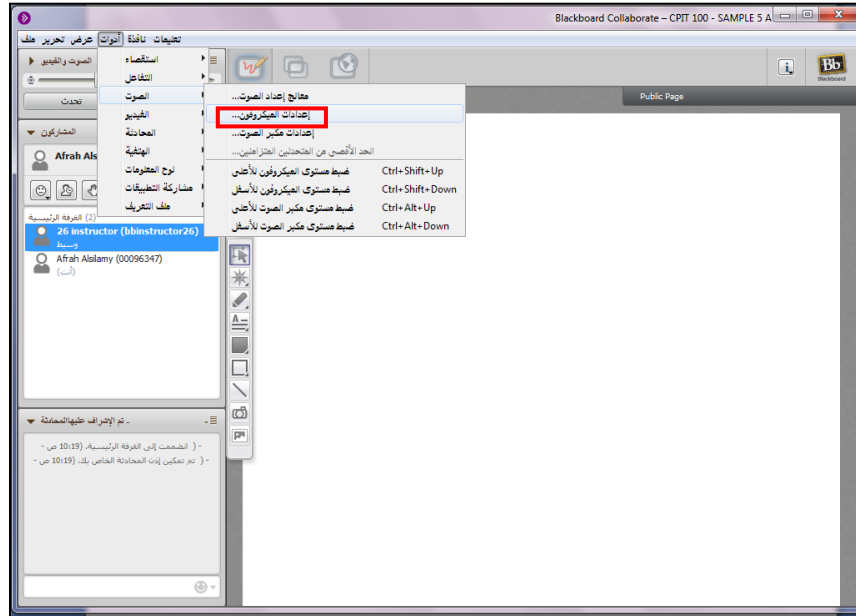 Blackboard Collaborate – CPIT 100 - SAMPLE 5 A
ملف تحرير عرض أدوات نافذة تعليمات
الصوت والفيديو
تحدث
المشاركون
Afrah Als
(2) الغرفة الرئيسية
26 instructor (bbinstructor26)
وسيط
Afrah Alsilamy (00096347)
(أنت)
استقصاء
التفاعل
الصوت
الفيديو
المحادثة
الهتفية
لوح المعلومات
مشاركة التطبيقات
ملف التعريف
معالج إعداد الصوت...
إعدادات الميكروفون...
إعدادات مكبر الصوت...
الحد الأقصى من المتحدثين المتزامنين...
ضبط مستوى الميكروفون للأعلى Ctrl+Shift+Up
ضبط مستوى الميكروفون للأسفل Ctrl+Shift+Down
ضبط مستوى مكبر الصوت للأعلى Ctrl+Alt+Up
ضبط مستوى مكبر الصوت للأسفل Ctrl+Alt+Down
Public Page
i
Bb
Blackboard
المحادثة تم الإشراف عليها -
- ( انضممت إلى الغرفة الرئيسية. (10:19 ص -
- ( تم تمكين إذن المحادثة الخاص بك. (10:19 ص -